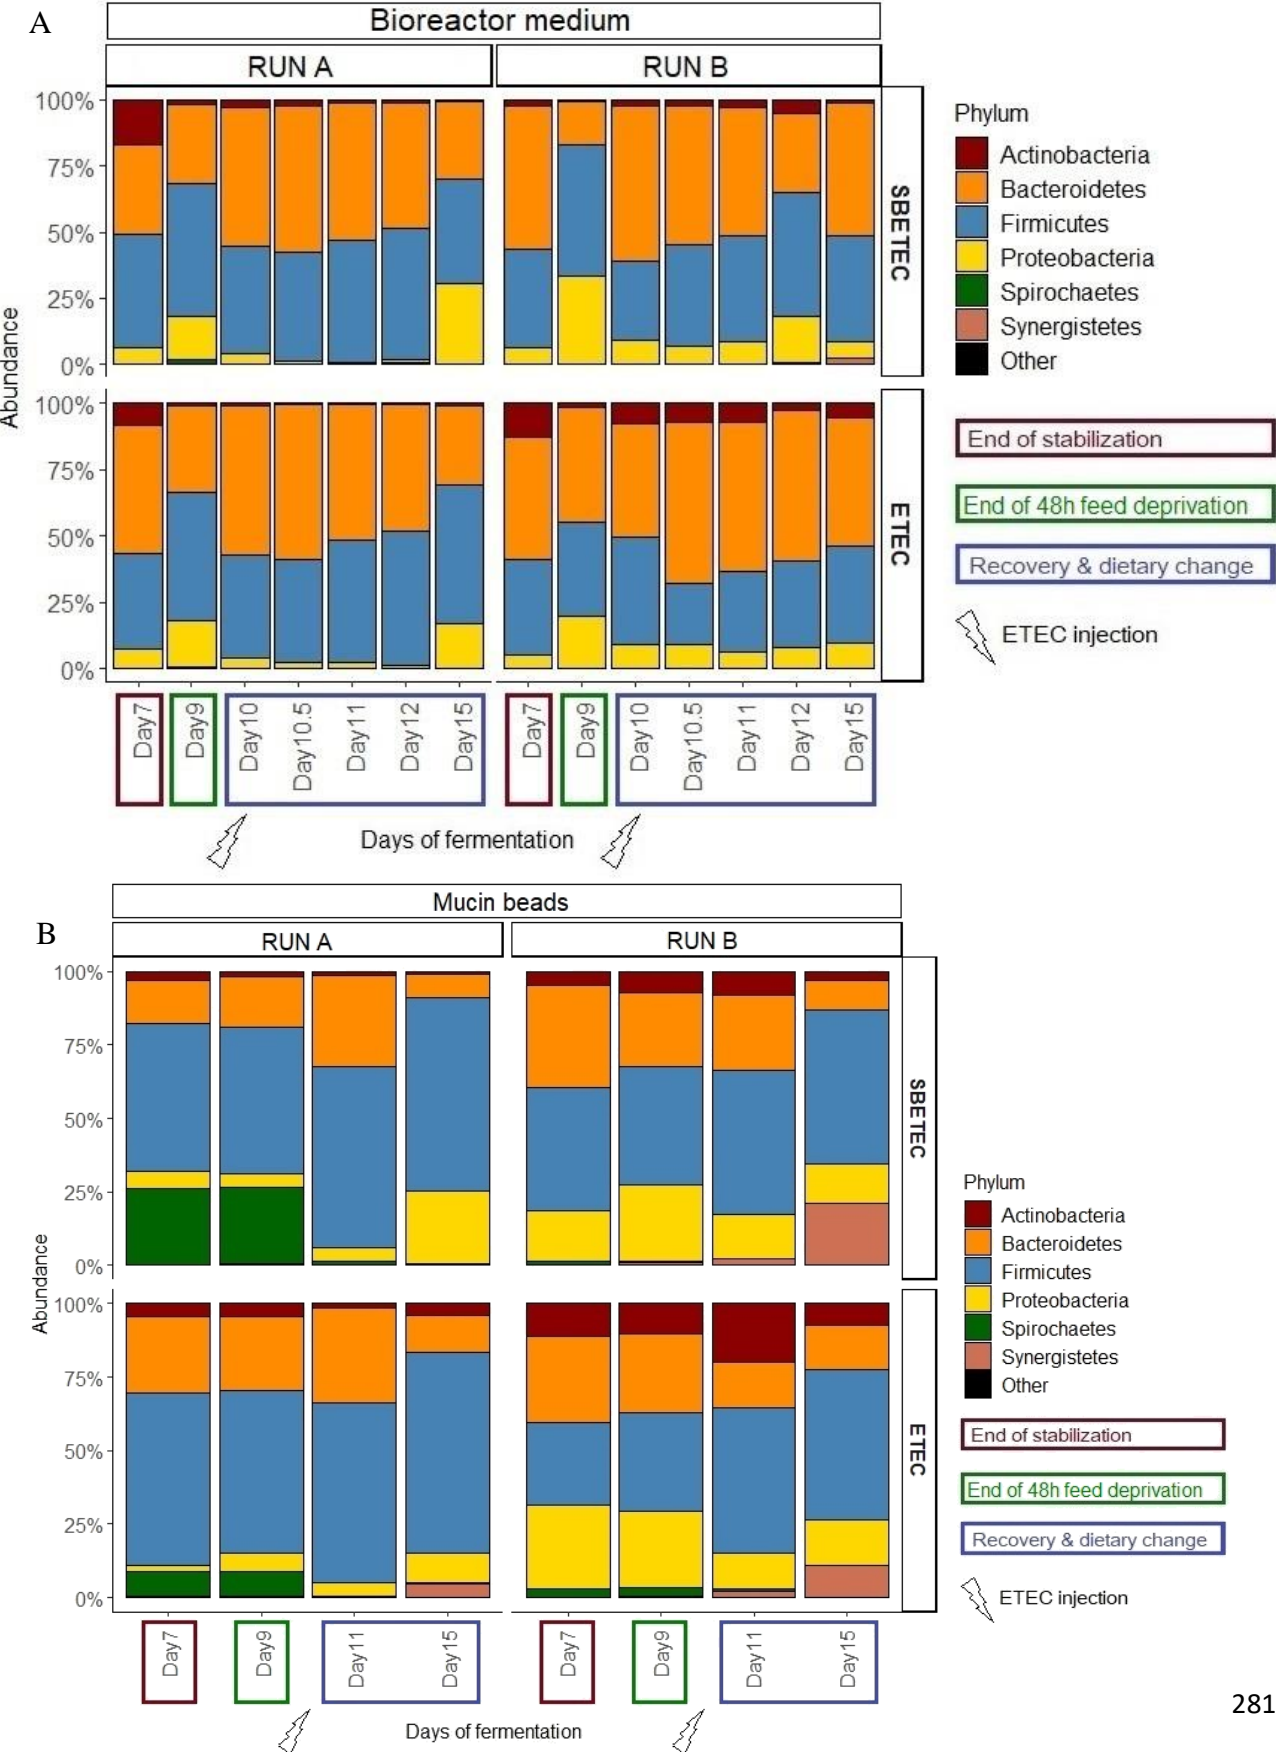 A
Bioreactor medium
RUN A
RUN B
100%
75%
50%
25%
0%
SBETEC
100%
75%
50%
25%
0%
ETEC
Abundance
Day7
Day9
Day10
Day10.5
Day11
Day12
Day15
Day7
Day9
Day10
Day10.5
Day11
Day12
Day15
Days of fermentation
Phylum
Actinobacteria
Bacteroidetes
Firmicutes
Proteobacteria
Spirochaetes
Synergistetes
Other
End of stabilization
End of 48h feed deprivation
Recovery & dietary change
ETEC injection
B
Mucin beads
RUN A
RUN B
100%
75%
50%
25%
0%
SBETEC
100%
75%
50%
25%
0%
ETEC
Abundance
Day7
Day9
Day11
Day15
Day7
Day9
Day11
Day15
Days of fermentation
Phylum
Actinobacteria
Bacteroidetes
Firmicutes
Proteobacteria
Spirochaetes
Synergistetes
Other
End of stabilization
End of 48h feed deprivation
Recovery & dietary change
ETEC injection
281